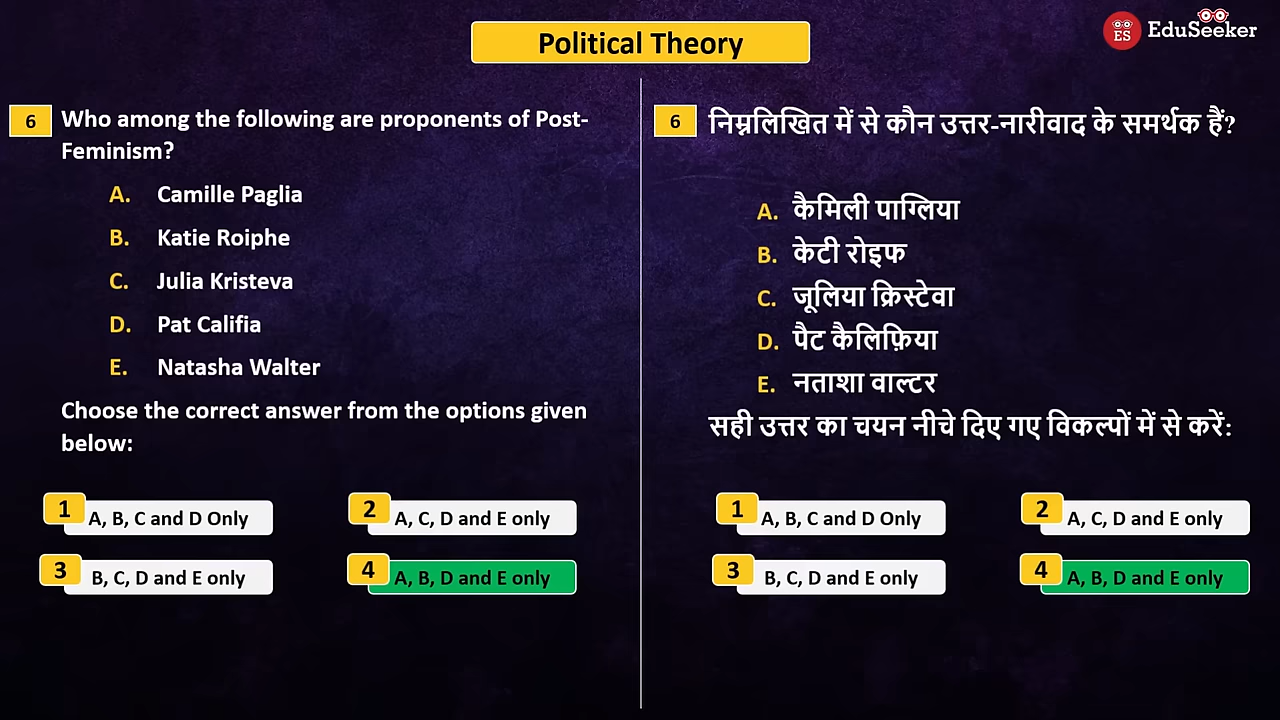 Political Theory
ES EduSeeker
6 Who among the following are proponents of Post-
Feminism?
A. Camille Paglia
B. Katie Roiphe
C. Julia Kristeva
D. Pat Califia
E. Natasha Walter
Choose the correct answer from the options given
below:
1 A, B, C and D Only
2 A, C, D and E only
3 B, C, D and E only
4 A, B, D and E only
6 निम्नलिखित में से कौन उत्तर-नारीवाद के समर्थक हैं?
A. कैमिली पाग्लिया
B. केटी रोइफ
C. जूलिया क्रिस्टेवा
D. पैट कैलिफ़िया
E. नताशा वाल्टर
सही उत्तर का चयन नीचे दिए गए विकल्पों में से करें:
1 A, B, C and D Only
2 A, C, D and E only
3 B, C, D and E only
4 A, B, D and E only